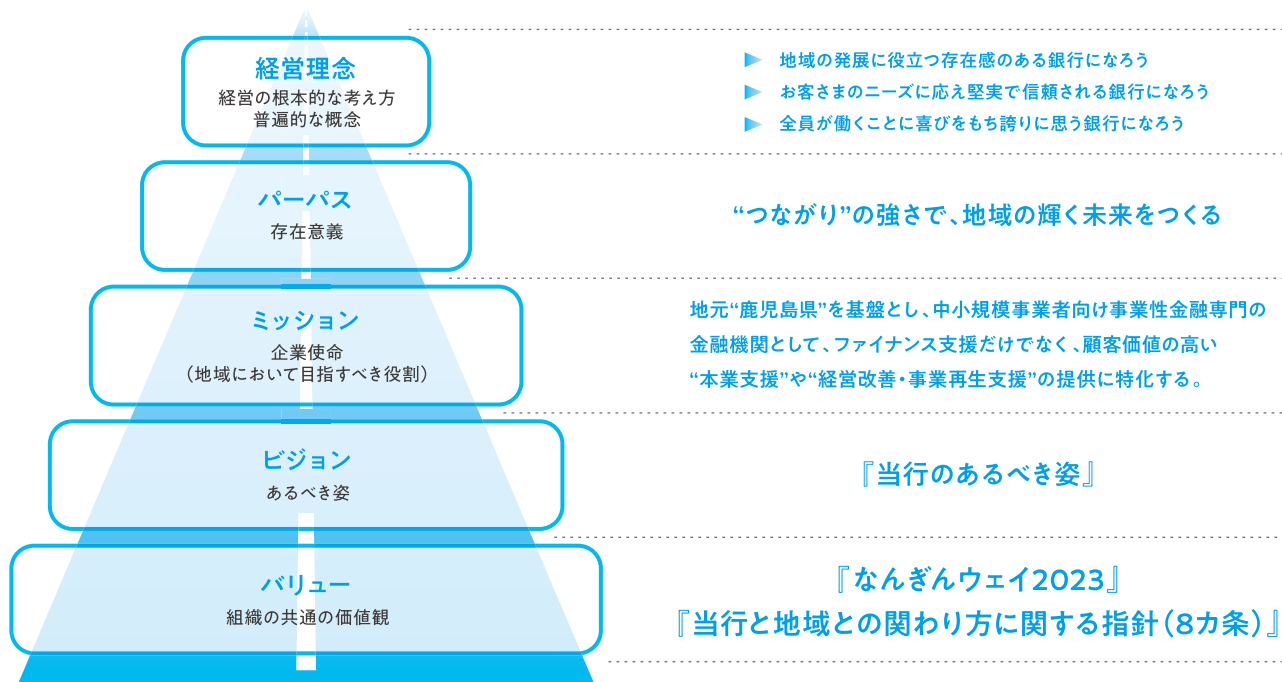 経営理念
経営の根本的な考え方
普遍的な概念
▶ 地域の発展に役立つ存在感のある銀行になろう
▶ お客さまのニーズに応え堅実で信頼される銀行になろう
▶ 全員が働くことに喜びをもち誇りに思う銀行になろう
パーパス
存在意義
“つながり”の強さで、地域の輝く未来をつくる
ミッション
企業使命
（地域において目指すべき役割）
地元“鹿児島県”を基盤とし、中小規模事業者向け事業性金融専門の
金融機関として、ファイナンス支援だけでなく、顧客価値の高い
“本業支援”や“経営改善・事業再生支援”の提供に特化する。
ビジョン
あるべき姿
『当行のあるべき姿』
バリュー
組織の共通の価値観
『なんぎんウェイ2023』
『当行と地域との関わり方に関する指針（8カ条）』